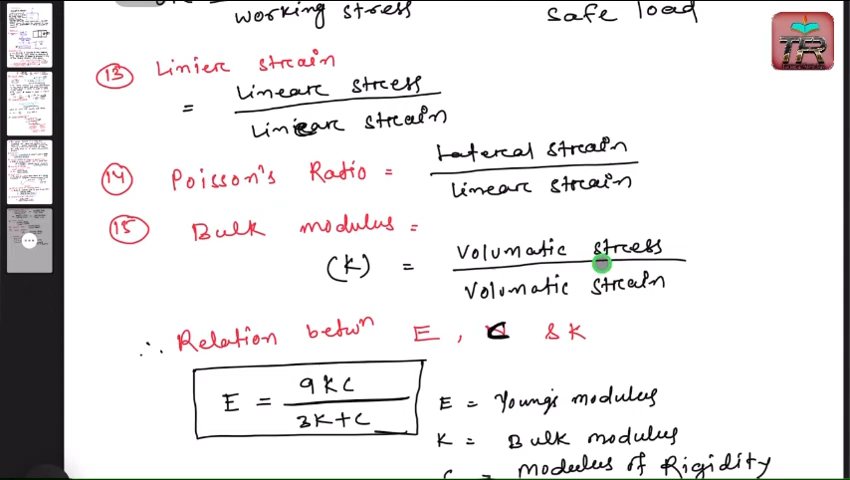 working stress safe load
TR
(13) Linier strain
= Linear stress
Linear strain
(14) Poisson's Ratio = Lateral strain
Linear strain
(15) Bulk modulus =
(K) = Volumatic stress
Volumatic strain
∴ Relation betwn E, C & K
E = 9KC
3K+C
E = Young's modulus
K = Bulk modulus
C = modulus of Rigidity